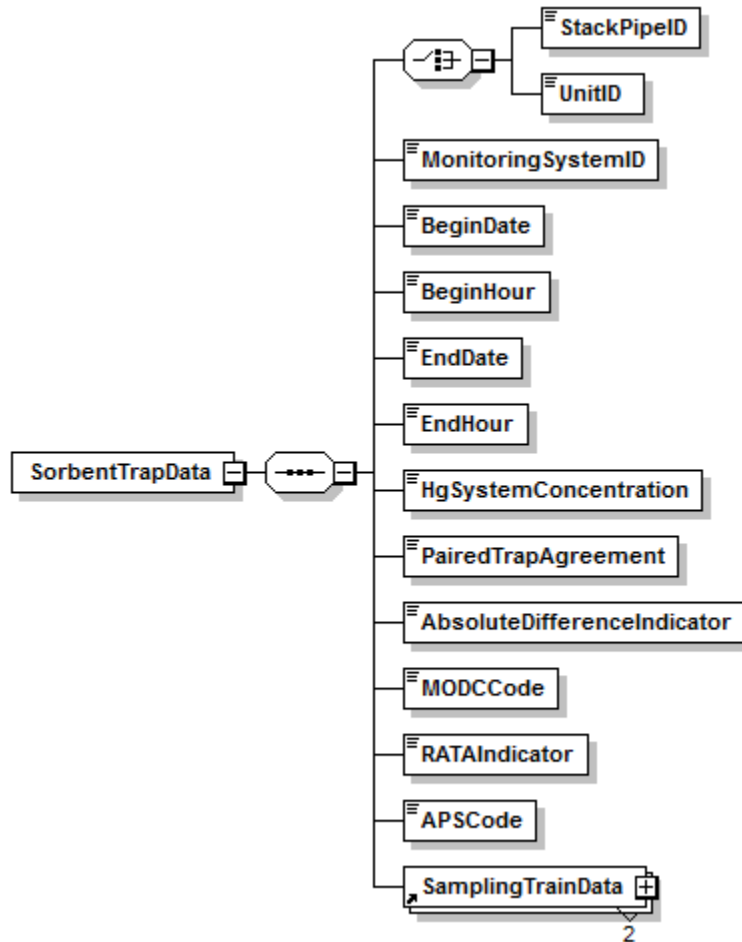 StackPipeID
UnitID
MonitoringSystemID
BeginDate
BeginHour
EndDate
EndHour
SorbentTrapData
HgSystemConcentration
PairedTrapAgreement
AbsoluteDifferenceIndicator
MODCCode
RATAIndicator
APSCode
SamplingTrainData
2